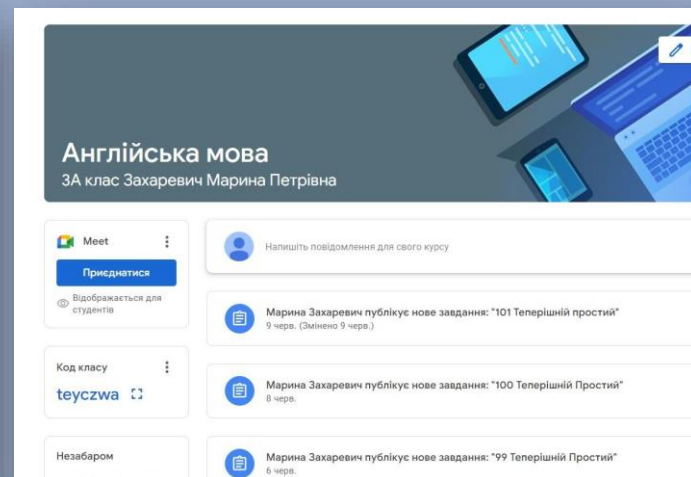 Англійська мова
3А клас Захаревич Марина Петрівна
Meet
Приєднатися
Відображається для
студентів
Код класу
teyczwa
Незабаром
Напишіть повідомлення для свого курсу
Марина Захаревич публікує нове завдання: "101 Теперішній простий"
9 черв. (Змінено 9 черв.)
Марина Захаревич публікує нове завдання: "100 Теперішній Простий"
8 черв.
Марина Захаревич публікує нове завдання: "99 Теперішній Простий"
6 черв.